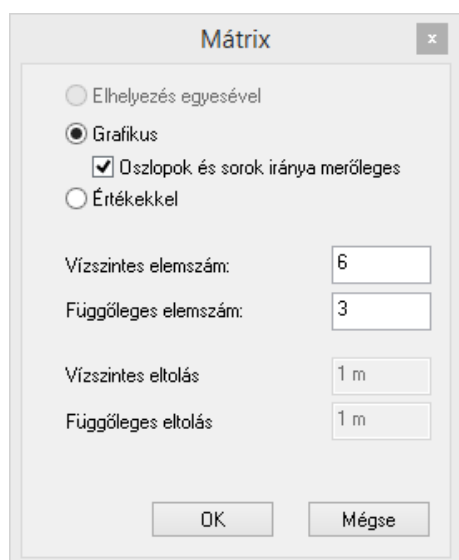 Mátrix
x
Elhelyezés egyesével
Grafikus
Oszlopok és sorok iránya merőleges
Értékekkel
Vízszintes elemszám: 6
Függőleges elemszám: 3
Vízszintes eltolás 1 m
Függőleges eltolás 1 m
OK Mégse